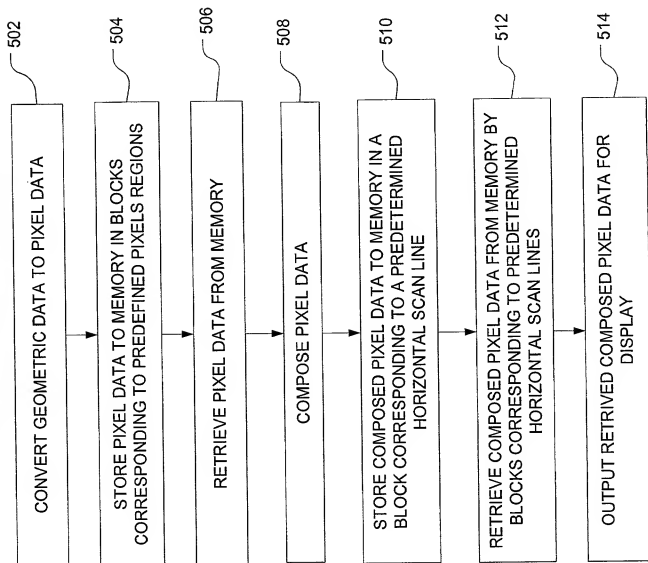 502
CONVERT GEOMETRIC DATA TO PIXEL DATA
504
STORE PIXEL DATA TO MEMORY IN BLOCKS
CORRESPONDING TO PREDEFINED PIXELS REGIONS
506
RETRIEVE PIXEL DATA FROM MEMORY
508
COMPOSE PIXEL DATA
510
STORE COMPOSED PIXEL DATA TO MEMORY IN A
BLOCK CORRESPONDING TO A PREDETERMINED
HORIZONTAL SCAN LINE
512
RETRIEVE COMPOSED PIXEL DATA FROM MEMORY BY
BLOCKS CORRESPONDING TO PREDETERMINED
HORIZONTAL SCAN LINES
514
OUTPUT RETRIVED COMPOSED PIXEL DATA FOR
DISPLAY